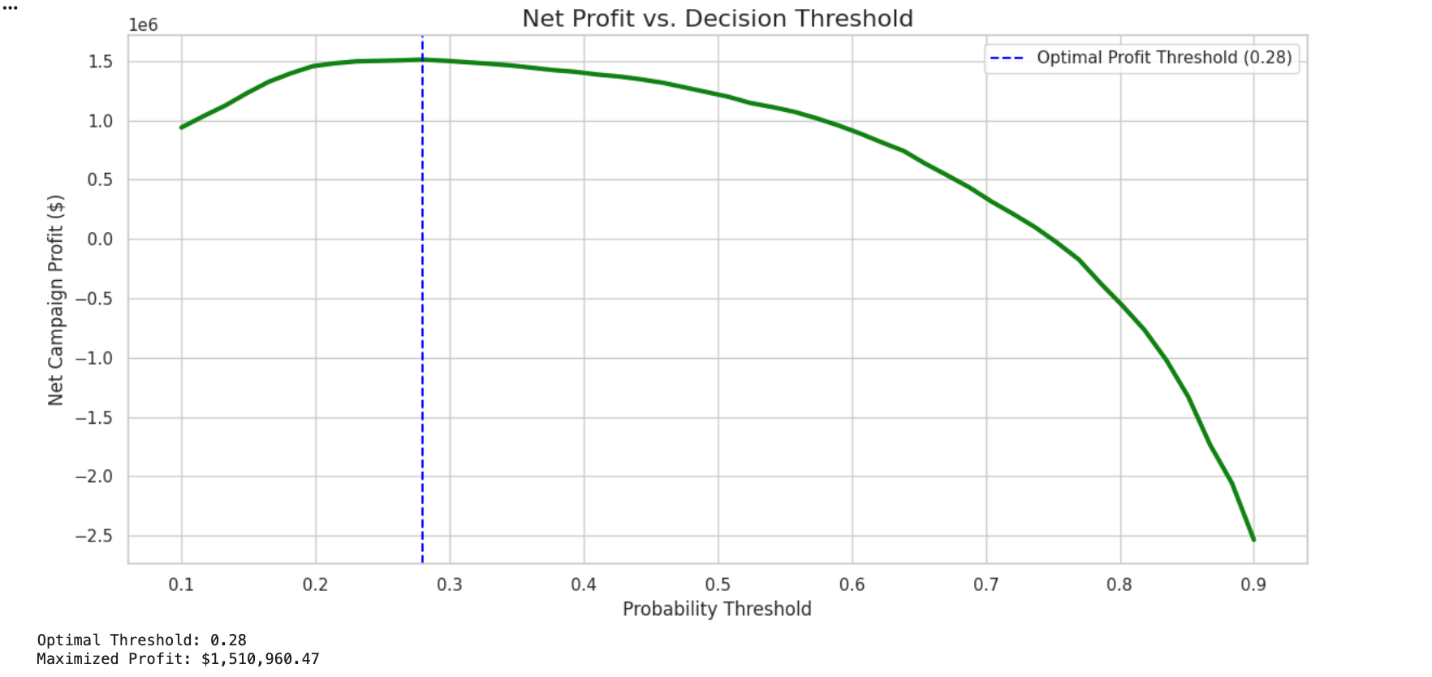 ...
Net Profit vs. Decision Threshold
1e6
Optimal Profit Threshold (0.28)
1.5
1.0
0.5
0.0
−0.5
−1.0
−1.5
−2.0
−2.5
Net Campaign Profit ($)
0.1 0.2 0.3 0.4 0.5 0.6 0.7 0.8 0.9
Probability Threshold
Optimal Threshold: 0.28
Maximized Profit: $1,510,960.47